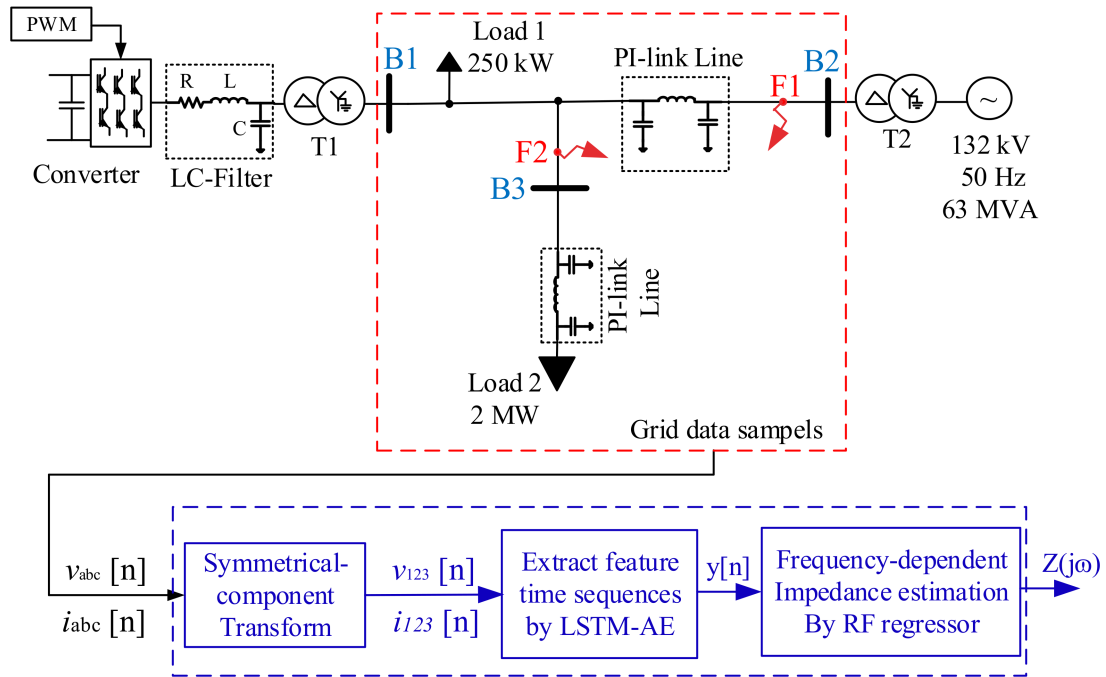 PWM
Converter
R
L
C
LC-Filter
T1
B1
Load 1
250 kW
PI-link Line
F1
B2
T2
~
132 kV
50 Hz
63 MVA
F2
B3
PI-link
Line
Load 2
2 MW
Grid data sampels
vabc [n]
iabc [n]
Symmetrical-
component
Transform
v123 [n]
i123 [n]
Extract feature
time sequences
by LSTM-AE
y[n]
Frequency-dependent
Impedance estimation
By RF regressor
Z(jω)